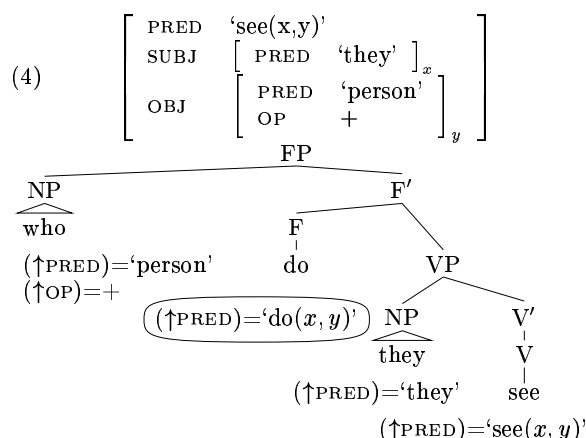 (4)
PRED ‘see(x,y)’
SUBJ [ PRED ‘they’ ]x
OBJ [ PRED ‘person’
OP + ]y
FP
NP F′
who F
(↑PRED)=‘person’ do VP
(↑OP)=+
(↑PRED)=‘do(x, y)’ NP V′
they V
(↑PRED)=‘they’ see
(↑PRED)=‘see(x, y)’